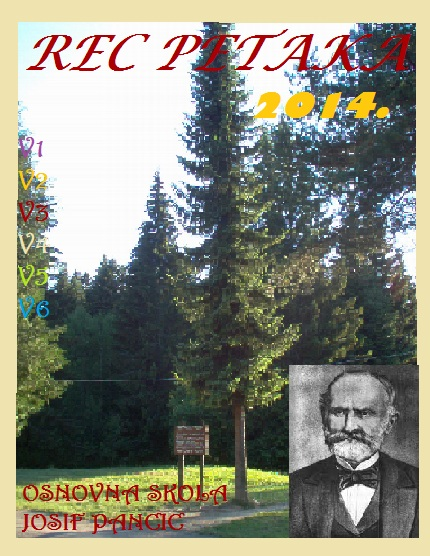 REC PETAKA
2014.
V1
V2
V3
V4
V5
V6
OSNOVNA SKOLA
JOSIF PANCIC